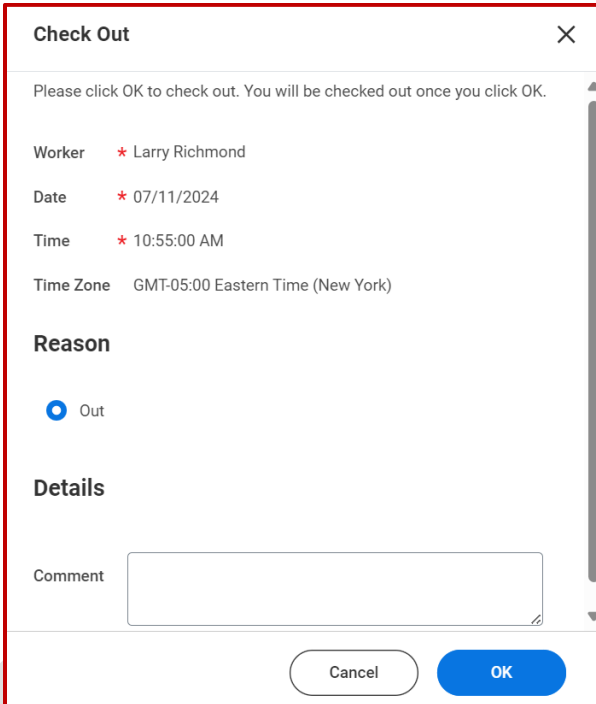 Check Out
Please click OK to check out. You will be checked out once you click OK.
Worker * Larry Richmond
Date * 07/11/2024
Time * 10:55:00 AM
Time Zone GMT-05:00 Eastern Time (New York)
Reason
Out
Details
Comment
Cancel OK